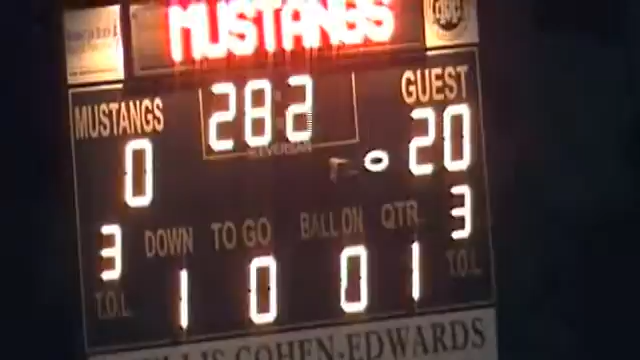 MUSTANGS
MUSTANGS 282 GUEST
0 20
3 DOWN TO GO BALL ON QTR 3
T.O.L. 1 0 0 1 T.O.L.
COHEN-EDWARDS